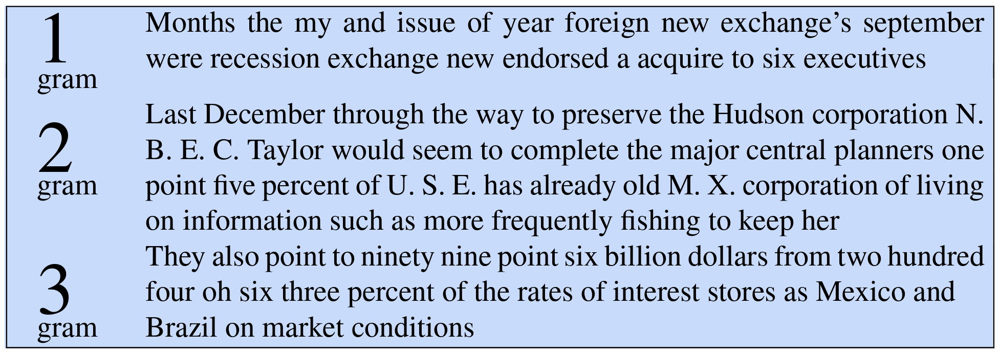 1
gram
Months the my and issue of year foreign new exchange's september
were recession exchange new endorsed a acquire to six executives
2
gram
Last December through the way to preserve the Hudson corporation N.
B. E. C. Taylor would seem to complete the major central planners one
point five percent of U. S. E. has already old M. X. corporation of living
on information such as more frequently fishing to keep her
3
gram
They also point to ninety nine point six billion dollars from two hundred
four oh six three percent of the rates of interest stores as Mexico and
Brazil on market conditions